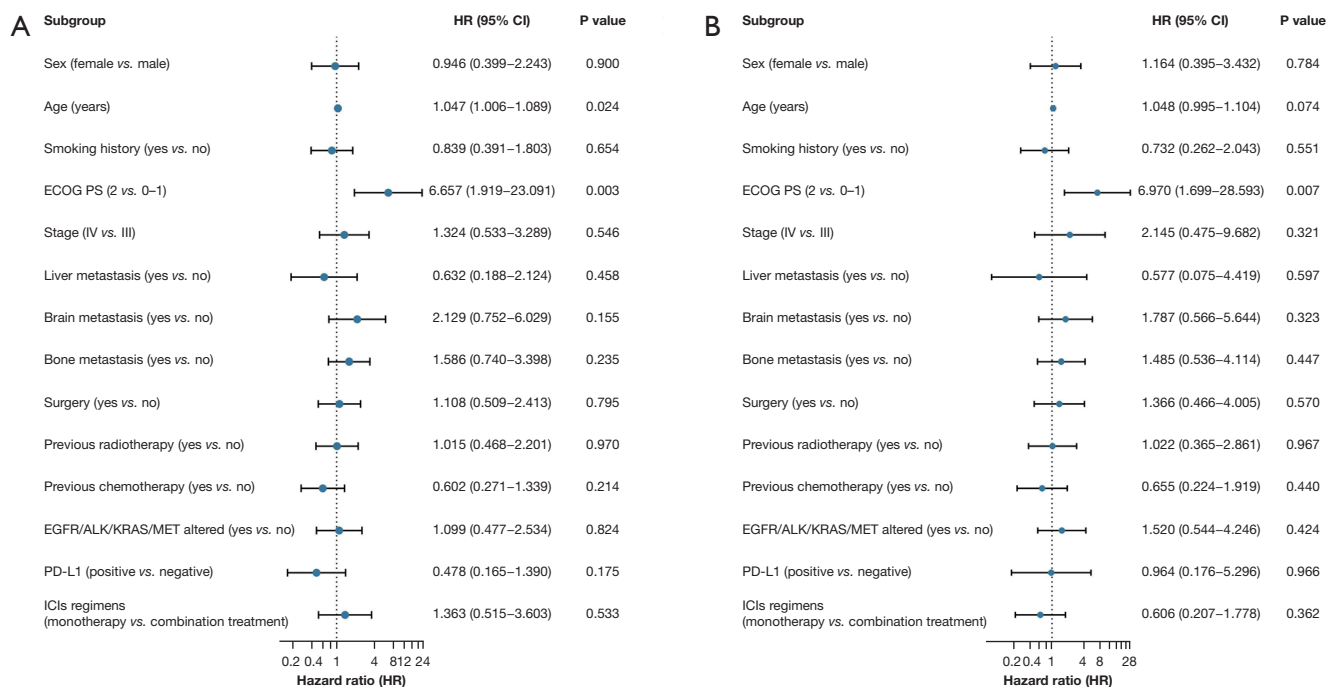 A
Subgroup HR (95% CI) P value
Sex (female vs. male) 0.946 (0.399–2.243) 0.900
Age (years) 1.047 (1.006–1.089) 0.024
Smoking history (yes vs. no) 0.839 (0.391–1.803) 0.654
ECOG PS (2 vs. 0–1) 6.657 (1.919–23.091) 0.003
Stage (IV vs. III) 1.324 (0.533–3.289) 0.546
Liver metastasis (yes vs. no) 0.632 (0.188–2.124) 0.458
Brain metastasis (yes vs. no) 2.129 (0.752–6.029) 0.155
Bone metastasis (yes vs. no) 1.586 (0.740–3.398) 0.235
Surgery (yes vs. no) 1.108 (0.509–2.413) 0.795
Previous radiotherapy (yes vs. no) 1.015 (0.468–2.201) 0.970
Previous chemotherapy (yes vs. no) 0.602 (0.271–1.339) 0.214
EGFR/ALK/KRAS/MET altered (yes vs. no) 1.099 (0.477–2.534) 0.824
PD-L1 (positive vs. negative) 0.478 (0.165–1.390) 0.175
ICIs regimens
(monotherapy vs. combination treatment) 1.363 (0.515–3.603) 0.533
0.2 0.4 1 4 8 12 24
Hazard ratio (HR)
B
Subgroup HR (95% CI) P value
Sex (female vs. male) 1.164 (0.395–3.432) 0.784
Age (years) 1.048 (0.995–1.104) 0.074
Smoking history (yes vs. no) 0.732 (0.262–2.043) 0.551
ECOG PS (2 vs. 0–1) 6.970 (1.699–28.593) 0.007
Stage (IV vs. III) 2.145 (0.475–9.682) 0.321
Liver metastasis (yes vs. no) 0.577 (0.075–4.419) 0.597
Brain metastasis (yes vs. no) 1.787 (0.566–5.644) 0.323
Bone metastasis (yes vs. no) 1.485 (0.536–4.114) 0.447
Surgery (yes vs. no) 1.366 (0.466–4.005) 0.570
Previous radiotherapy (yes vs. no) 1.022 (0.365–2.861) 0.967
Previous chemotherapy (yes vs. no) 0.655 (0.224–1.919) 0.440
EGFR/ALK/KRAS/MET altered (yes vs. no) 1.520 (0.544–4.246) 0.424
PD-L1 (positive vs. negative) 0.964 (0.176–5.296) 0.966
ICIs regimens
(monotherapy vs. combination treatment) 0.606 (0.207–1.778) 0.362
0.2 0.4 1 4 8 28
Hazard ratio (HR)